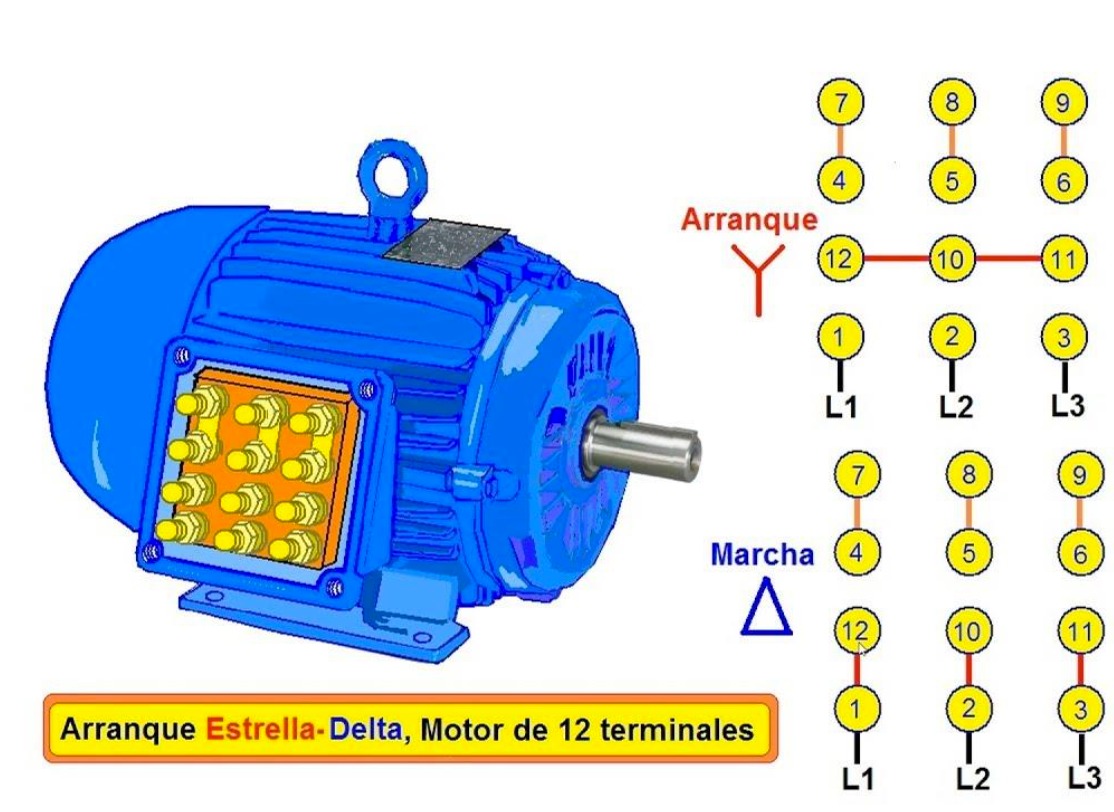 7 8 9
4 5 6
Arranque
12 10 11
1 2 3
L1 L2 L3
7 8 9
Marcha
4 5 6
12 10 11
1 2 3
L1 L2 L3
Arranque Estrella-Delta, Motor de 12 terminales